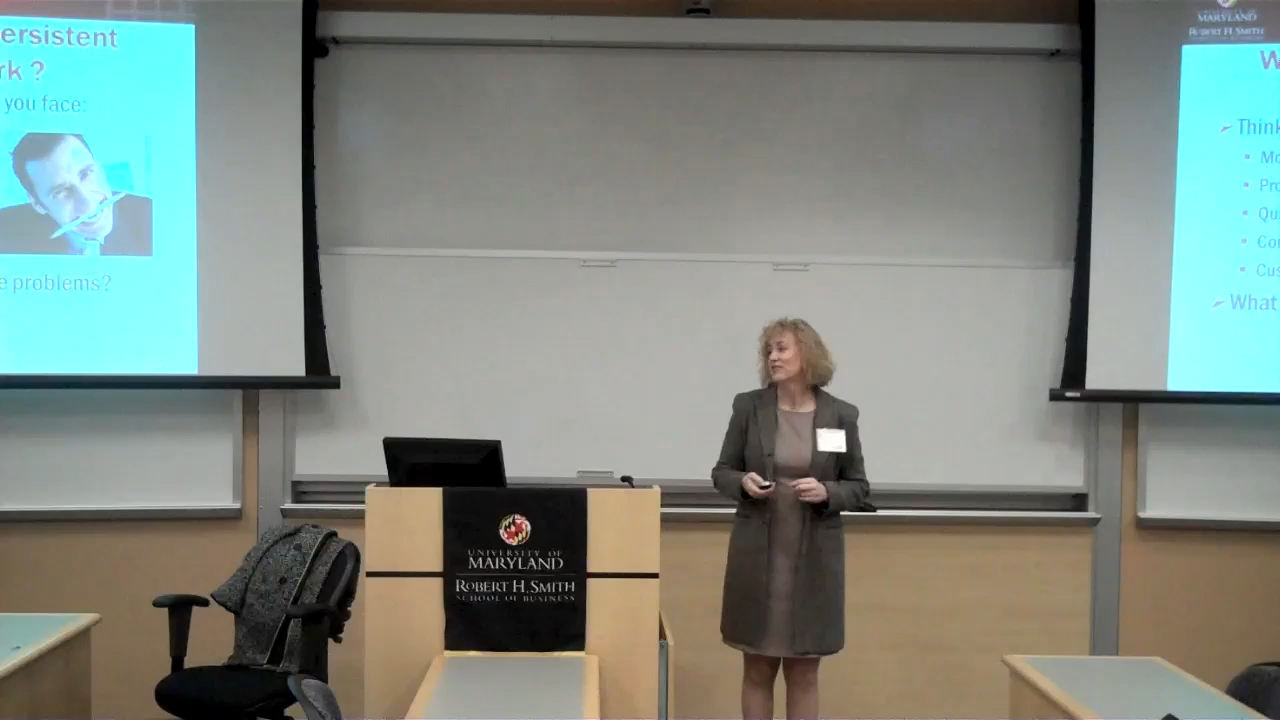 ersistent
rk ?
you face:
e problems?
UNIVERSITY OF
MARYLAND
ROBERT H. SMITH
SCHOOL OF BUSINESS
MARYLAND
ROBERT H. SMITH
W
Think
Mo
Pro
Qu
Co
Cus
What